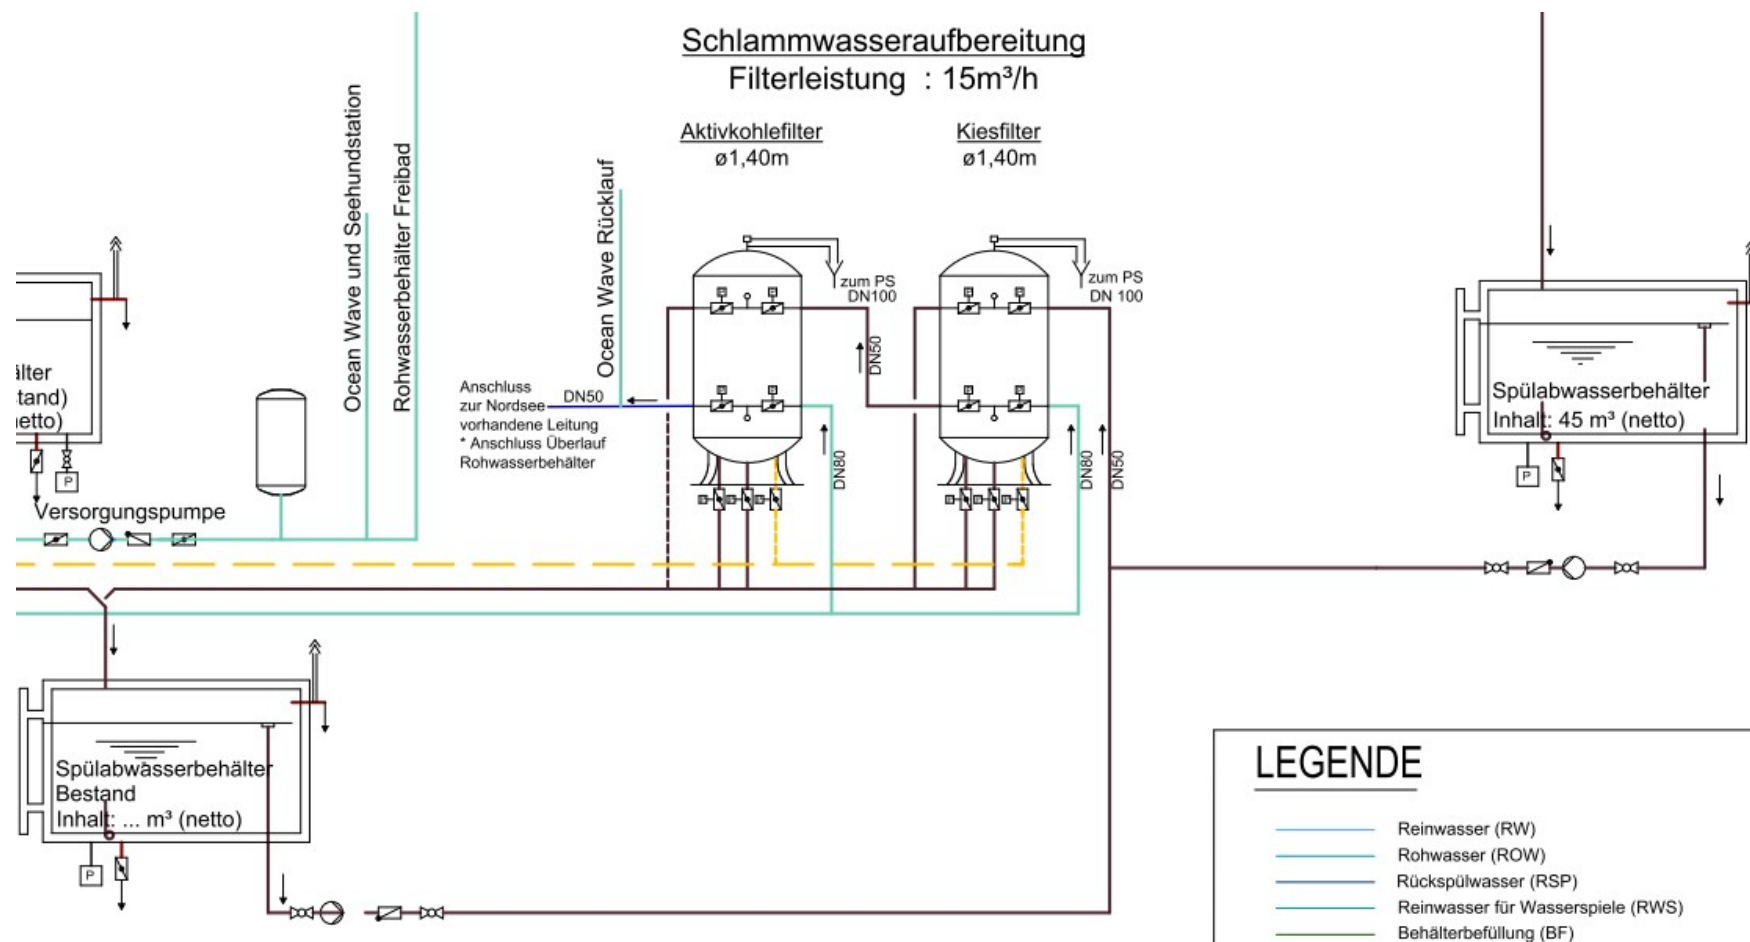 Schlammwasseraufbereitung
Filterleistung : 15m³/h
Aktivkohlefilter
ø1,40m
Kiesfilter
ø1,40m
Ocean Wave und Seehundstation
Rohwasserbehälter Freibad
Ocean Wave Rücklauf
zum PS
DN100
zum PS
DN 100
P
P
P
P
DN50
Anschluss
zur Nordsee
vorhandene Leitung
* Anschluss Überlauf
Rohwasserbehälter
DN50
P
P
P
P
DN80
DN80
DN50
P
P
P
P
P
P
älter
tand)
netto)
P
Versorgungspumpe
Spülabwasserbehälter
Inhalt: 45 m³ (netto)
P
Spülabwasserbehälter
Bestand
Inhalt: ... m³ (netto)
P
LEGENDE
Reinwasser (RW)
Rohwasser (ROW)
Rückspülwasser (RSP)
Reinwasser für Wasserspiele (RWS)
Behälterbefüllung (BF)